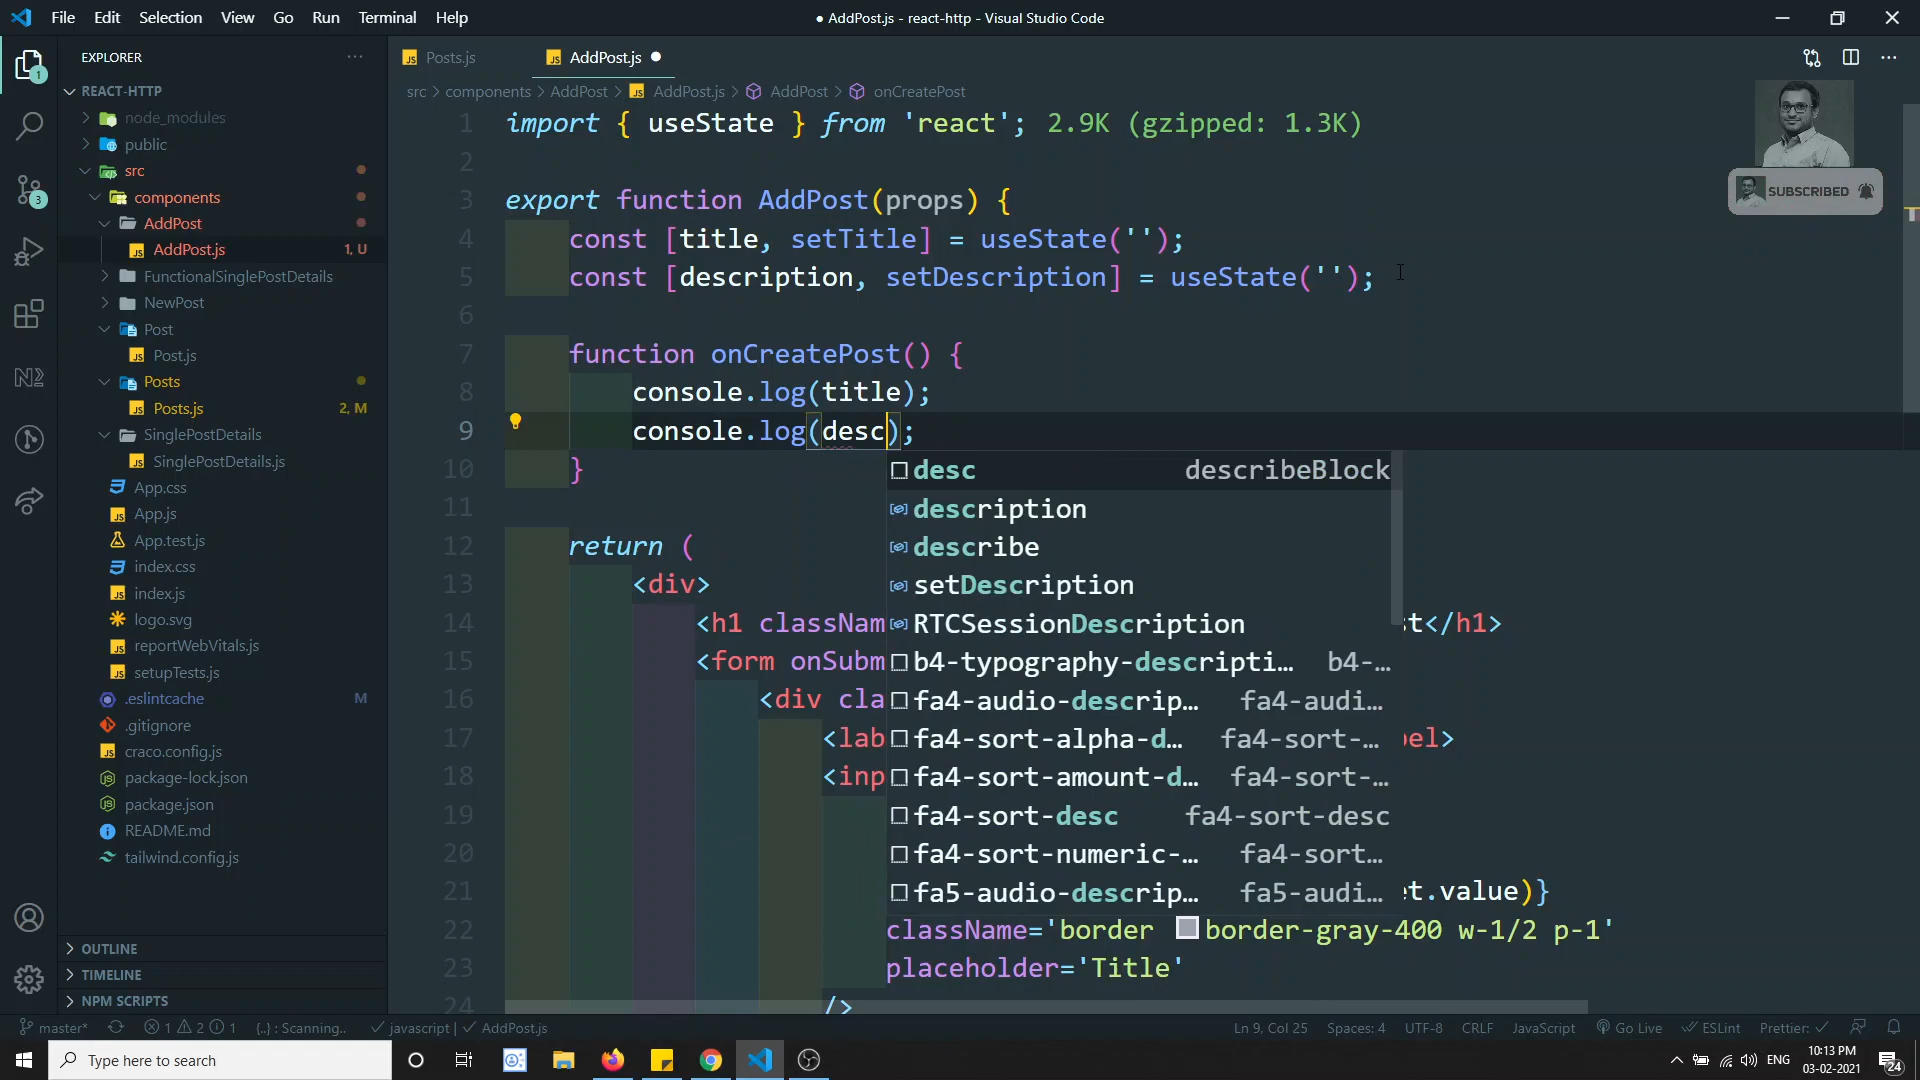 File Edit Selection View Go Run Terminal Help
● AddPost.js - react-http - Visual Studio Code
EXPLORER
REACT-HTTP
node_modules
public
src
components
AddPost
AddPost.js 1, U
FunctionalSinglePostDetails
NewPost
Post
Post.js
Posts
Posts.js 2, M
SinglePostDetails
SinglePostDetails.js
App.css
App.js
App.test.js
index.css
index.js
logo.svg
reportWebVitals.js
setupTests.js
.eslintcache M
.gitignore
craco.config.js
package-lock.json
package.json
README.md
tailwind.config.js
OUTLINE
TIMELINE
NPM SCRIPTS
1
3
Posts.js
AddPost.js
src > components > AddPost > AddPost.js > AddPost > onCreatePost
SUBSCRIBED
1 import { useState } from 'react'; 2.9K (gzipped: 1.3K)
2
3 export function AddPost(props) {
4 const [title, setTitle] = useState('');
5 const [description, setDescription] = useState('');
6
7 function onCreatePost() {
8 console.log(title);
9 console.log(desc);
10 }
11
12 return (
13 <div>
14 <h1 classNam st</h1>
15 <form onSubm
16 <div cla
17 <lab bel>
18 <inp
19
20
21 et.value)}
22 className='border border-gray-400 w-1/2 p-1'
23 placeholder='Title'
24 />
desc describeBlock
description
describe
setDescription
RTCSessionDescription
b4-typography-descripti… b4-…
fa4-audio-descrip… fa4-audi…
fa4-sort-alpha-d… fa4-sort-…
fa4-sort-amount-d… fa4-sort-…
fa4-sort-desc fa4-sort-desc
fa4-sort-numeric-… fa4-sort…
fa5-audio-descrip… fa5-audi…
master* 1 2 1 {..} : Scanning.. javascript | AddPost.js
Ln 9, Col 25 Spaces: 4 UTF-8 CRLF JavaScript Go Live ESLint Prettier:
Type here to search
ENG
10:13 PM
03-02-2021
24